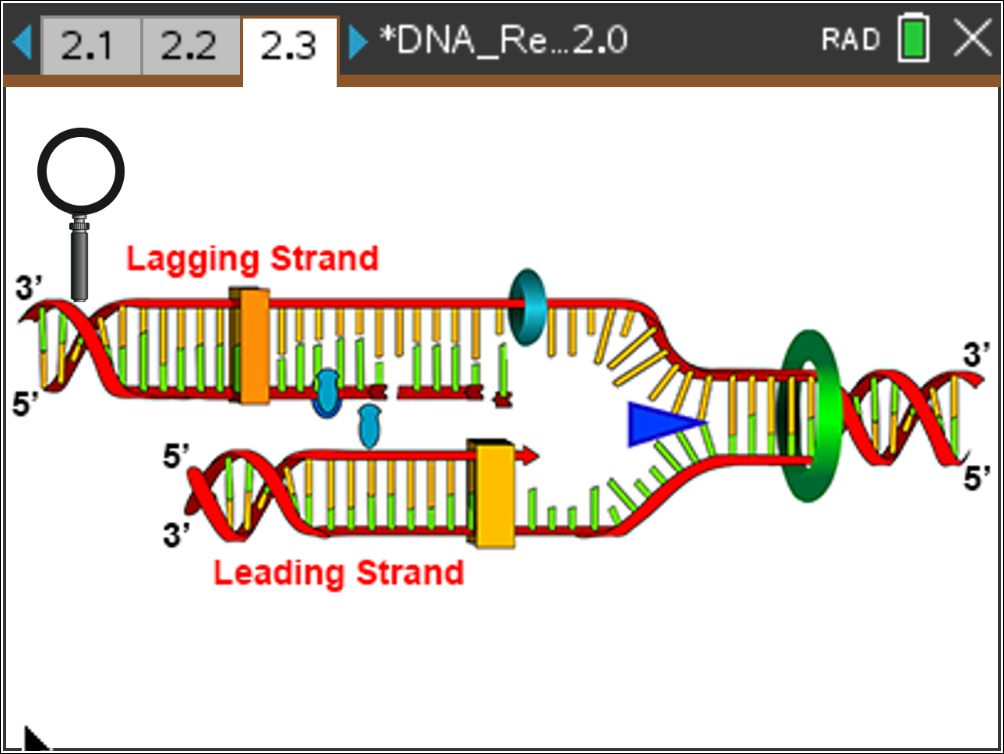 2.1 2.2 2.3 *DNA_Re...2.0 RAD
Lagging Strand
3’
3’
5’
5’
5’
3’
Leading Strand